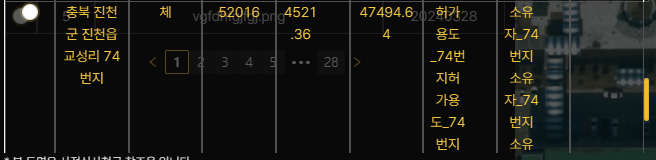 충북 진천 체 52016 4521 47494.6 허가 소유
군 진천읍 .36 4 용도 자_74
교성리 74 _74번 번지
번지 지허 소유
가용 자_74
도_74 번지
번지 소유
vgfdhfgjfgj.png 20240328
< 1 2 3 4 5 ••• 28 >